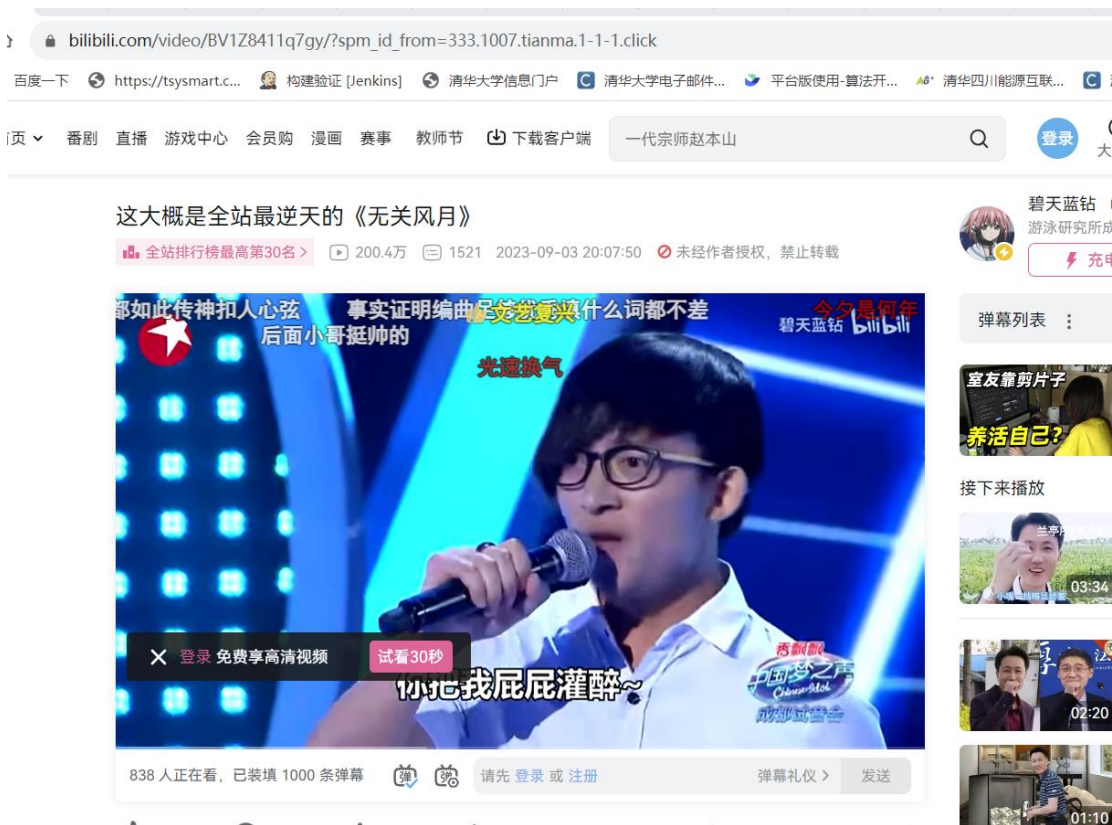 bilibili.com/video/BV1Z8411q7gy/?spm_id_from=333.1007.tianma.1-1-1.click
百度一下 https://tsysmart.c... 构建验证 [Jenkins] 清华大学信息门户 清华大学电子邮件... 平台版使用-算法开... 清华四川能源互联...
页 番剧 直播 游戏中心 会员购 漫画 赛事 教师节 下载客户端 一代宗师赵本山 登录 大
这大概是全站最逆天的《无关风月》
碧天蓝钻
游泳研究所成
全站排行榜最高第30名 > 200.4万 1521 2023-09-03 20:07:50 未经作者授权，禁止转载
充电
都如此传神扣人心弦 事实证明编曲足 文艺复兴 什么词都不差 今夕是何年
碧天蓝钻 bilibili
后面小哥挺帅的
光速换气
弹幕列表
室友靠剪片子
养活自己?
接下来播放
兰亭
03:34
登录 免费享高清视频 试看30秒
你把我屁屁灌醉~
香飘飘
中国梦之声
Chinese Idol
02:20
838 人正在看，已装填 1000 条弹幕 弹 弹 请先 登录 或 注册 弹幕礼仪 > 发送
01:10